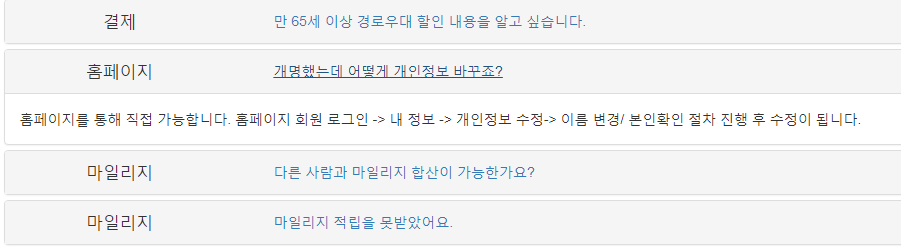 결제 만 65세 이상 경로우대 할인 내용을 알고 싶습니다.
홈페이지 개명했는데 어떻게 개인정보 바꾸죠?
홈페이지를 통해 직접 가능합니다. 홈페이지 회원 로그인 -> 내 정보 -> 개인정보 수정-> 이름 변경/ 본인확인 절차 진행 후 수정이 됩니다.
마일리지 다른 사람과 마일리지 합산이 가능한가요?
마일리지 마일리지 적립을 못받았어요.